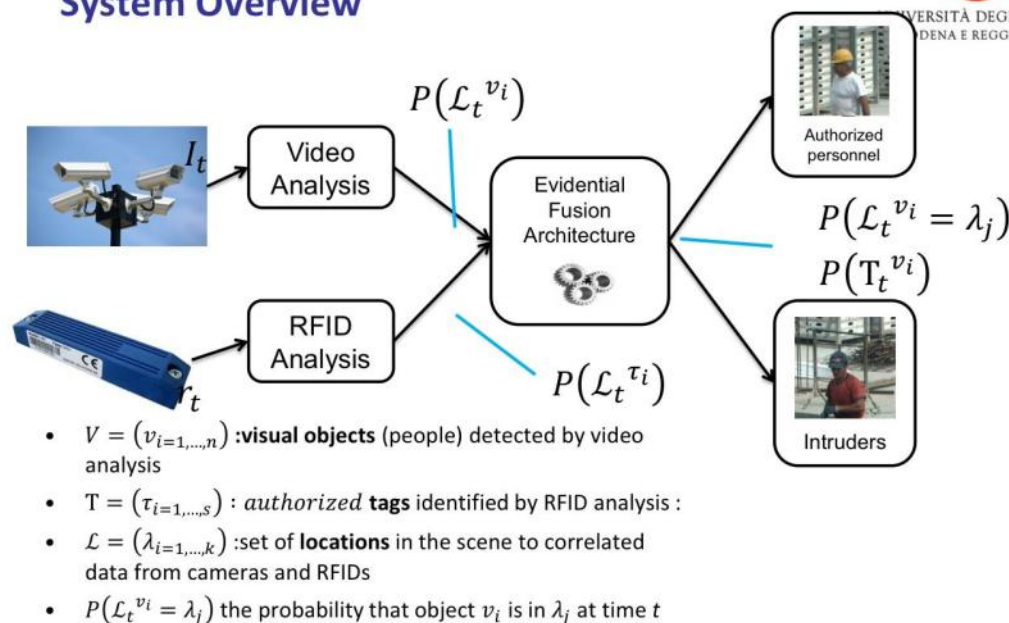 System Overview
VERSITÀ DEG
DENA E REGG
P(ℒ_t^{v_i})
I_t
Video
Analysis
Evidential
Fusion
Architecture
Authorized
personnel
P(ℒ_t^{v_i} = λ_j)
P(T_t^{v_i})
RFID
Analysis
CE
r_t
P(ℒ_t^{τ_i})
Intruders
• V = (v_{i=1,…,n}) :visual objects (people) detected by video
analysis
• T = (τ_{i=1,…,s}) : authorized tags identified by RFID analysis :
• ℒ = (λ_{i=1,…,k}) :set of locations in the scene to correlated
data from cameras and RFIDs
• P(ℒ_t^{v_i} = λ_j) the probability that object v_i is in λ_j at time t